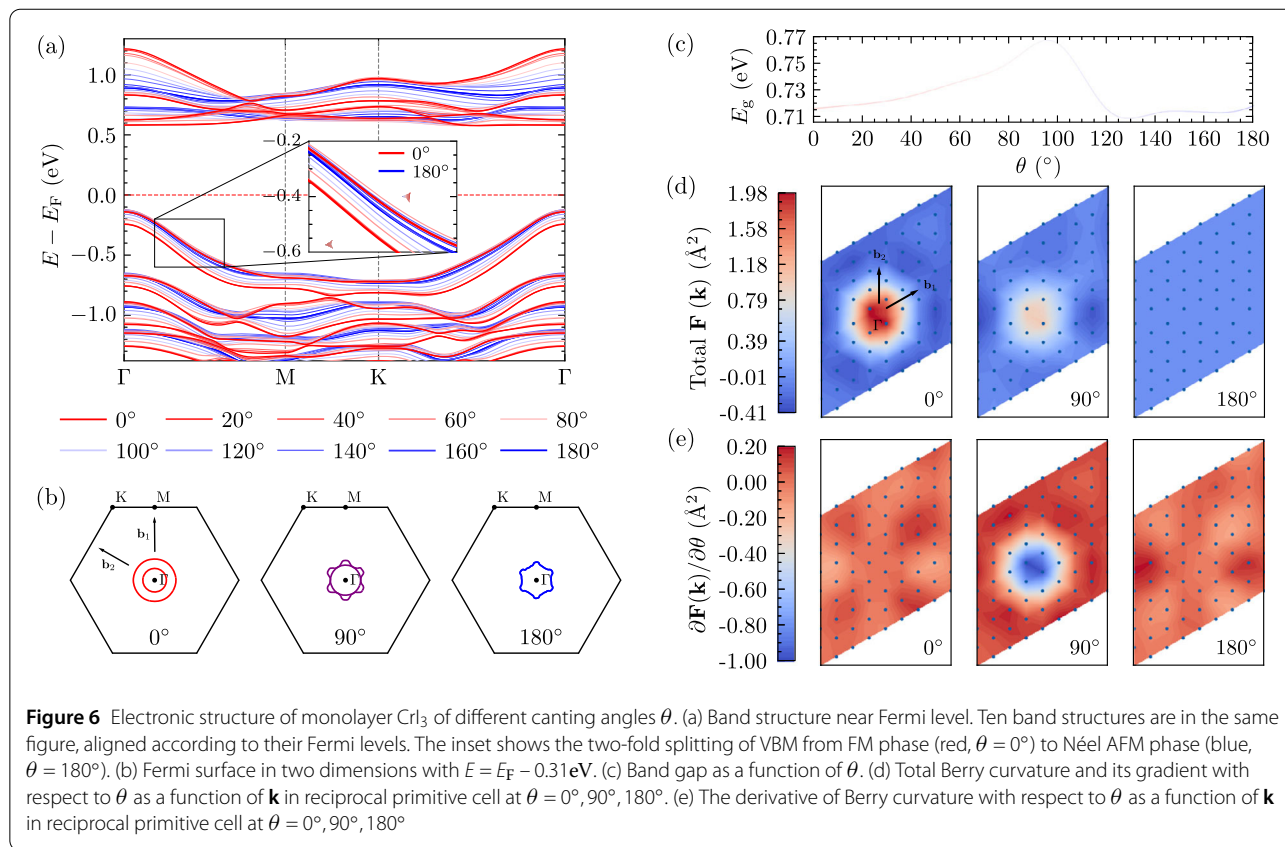 (a)
1.0
0.5
0.0
−0.5
−1.0
E − E_F (eV)
−0.2
−0.4
−0.6
0°
180°
Γ M K Γ
0° 20° 40° 60° 80°
100° 120° 140° 160° 180°
(b)
K M
b₁
b₂
Γ
0°
K M
Γ
90°
K M
Γ
180°
(c)
0.77
0.75
0.73
0.71
E_g (eV)
0 20 40 60 80 100 120 140 160 180
θ (°)
(d)
Total F (k) (Å²)
1.98
1.58
1.18
0.79
0.39
-0.01
-0.41
b₂
b₁
Γ
0°
90°
180°
(e)
∂F(k)/∂θ (Å²)
0.20
0.00
-0.20
-0.40
-0.60
-0.80
-1.00
0°
90°
180°
Figure 6 Electronic structure of monolayer CrI₃ of different canting angles θ. (a) Band structure near Fermi level. Ten band structures are in the same
figure, aligned according to their Fermi levels. The inset shows the two-fold splitting of VBM from FM phase (red, θ = 0°) to Néel AFM phase (blue,
θ = 180°). (b) Fermi surface in two dimensions with E = E_F – 0.31eV. (c) Band gap as a function of θ. (d) Total Berry curvature and its gradient with
respect to θ as a function of k in reciprocal primitive cell at θ = 0°, 90°, 180°. (e) The derivative of Berry curvature with respect to θ as a function of k
in reciprocal primitive cell at θ = 0°, 90°, 180°